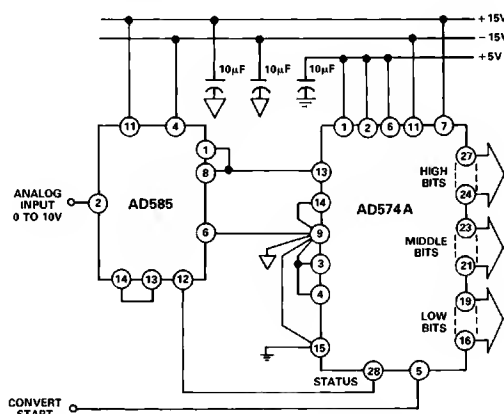 +15V
−15V
+5V
10μF
10μF
10μF
11
4
1
2
6
11
7
1
8
13
27
HIGH
BITS
24
ANALOG
INPUT
0 TO 10V
2
AD585
14
AD574A
6
9
23
MIDDLE
BITS
21
3
4
14
13
12
19
LOW
BITS
16
15
STATUS
28
5
CONVERT
START